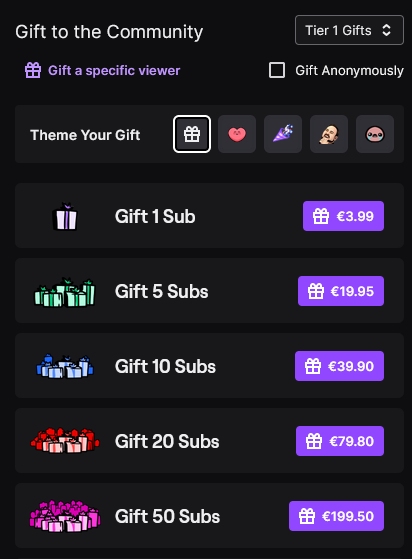 Gift to the Community
Tier 1 Gifts
Gift a specific viewer
Gift Anonymously
Theme Your Gift
Gift 1 Sub
€3.99
Gift 5 Subs
€19.95
Gift 10 Subs
€39.90
Gift 20 Subs
€79.80
Gift 50 Subs
€199.50